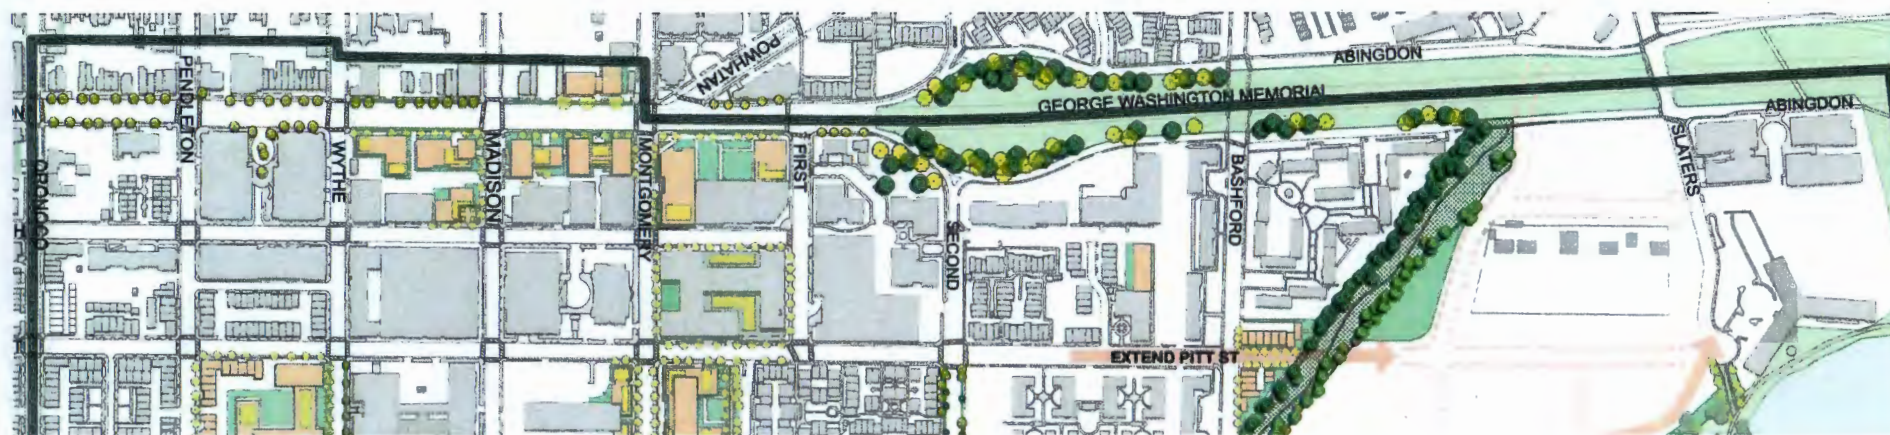 POWHATAN
ABINGDON
GEORGE WASHINGTON MEMORIAL
ABINGDON
ORONOCO
PENDLETON
WYTHE
MADISON
MONTGOMERY
FIRST
SECOND
BASHFORD
SLATERS
EXTEND PITT ST